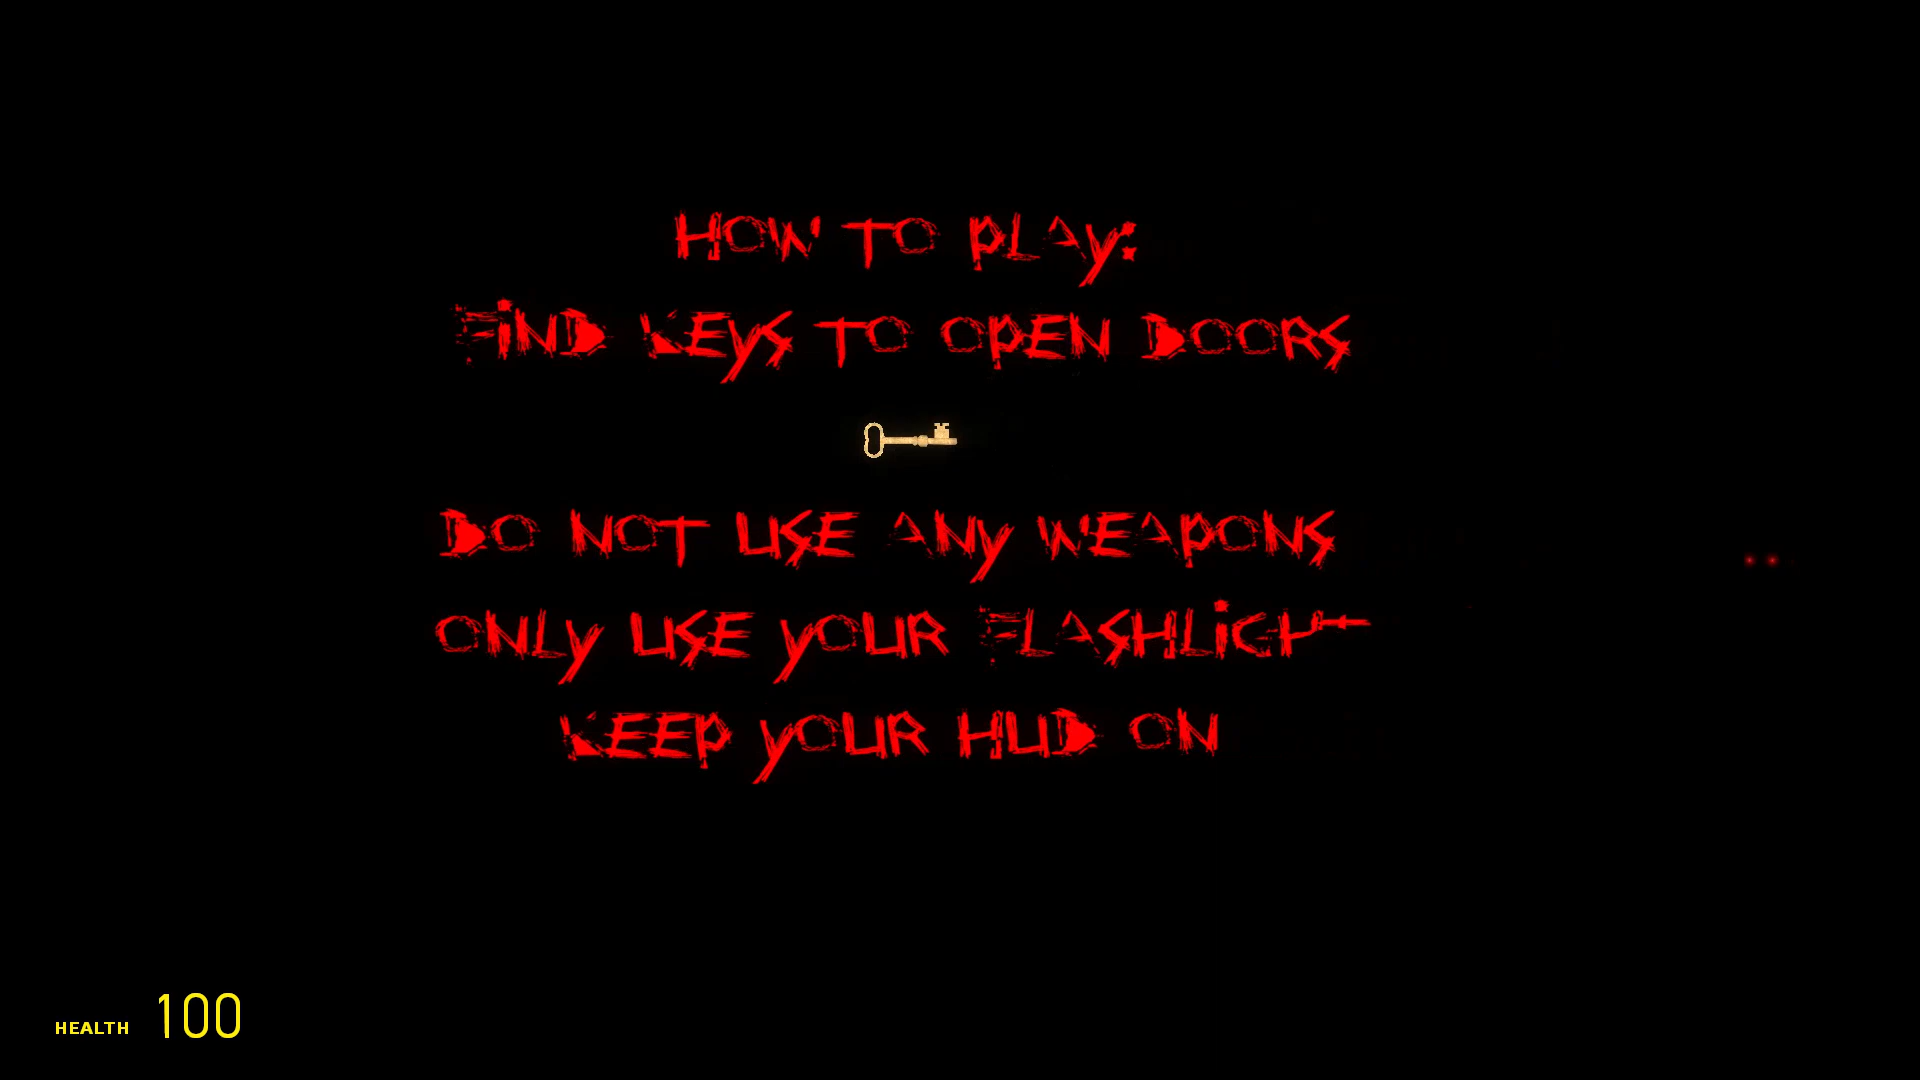 HOW TO PLAY:
FIND KEYS TO OPEN DOORS
DO NOT USE ANY WEAPONS
ONLY USE YOUR FLASHLIGHT
KEEP YOUR HUD ON
HEALTH 100